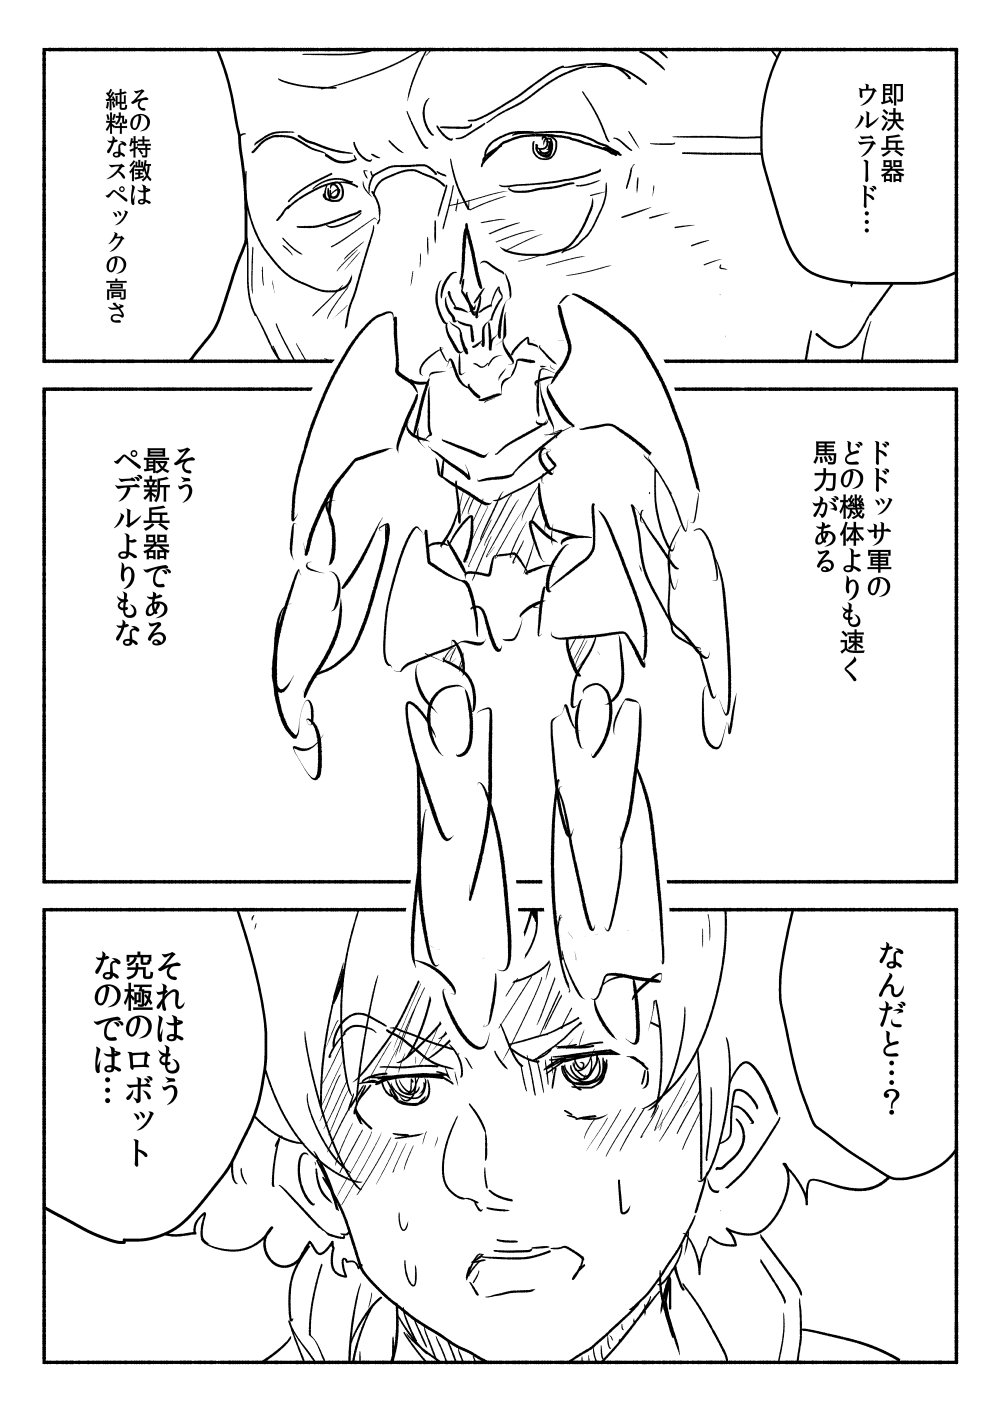 即決兵器
ウルラード…
その特徴は
純粋なスペックの高さ
ドドッサ軍の
どの機体よりも速く
馬力がある
そう
最新兵器である
ペデルよりもな
なんだと…?
それはもう
究極のロボット
なのでは…